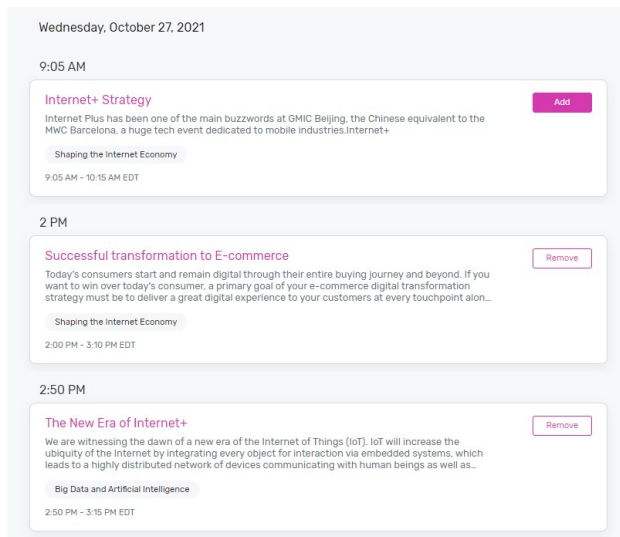 Wednesday, October 27, 2021
9:05 AM
Internet+ Strategy
Add
Internet Plus has been one of the main buzzwords at GMIC Beijing, the Chinese equivalent to the
MWC Barcelona, a huge tech event dedicated to mobile industries.Internet+
Shaping the Internet Economy
9:05 AM - 10:15 AM EDT
2 PM
Successful transformation to E-commerce
Remove
Today's consumers start and remain digital through their entire buying journey and beyond. If you
want to win over today's consumer, a primary goal of your e-commerce digital transformation
strategy must be to deliver a great digital experience to your customers at every touchpoint alon...
Shaping the Internet Economy
2:00 PM - 3:10 PM EDT
2:50 PM
The New Era of Internet+
Remove
We are witnessing the dawn of a new era of the Internet of Things (IoT). IoT will increase the
ubiquity of the Internet by integrating every object for interaction via embedded systems, which
leads to a highly distributed network of devices communicating with human beings as well as...
Big Data and Artificial Intelligence
2:50 PM - 3:15 PM EDT